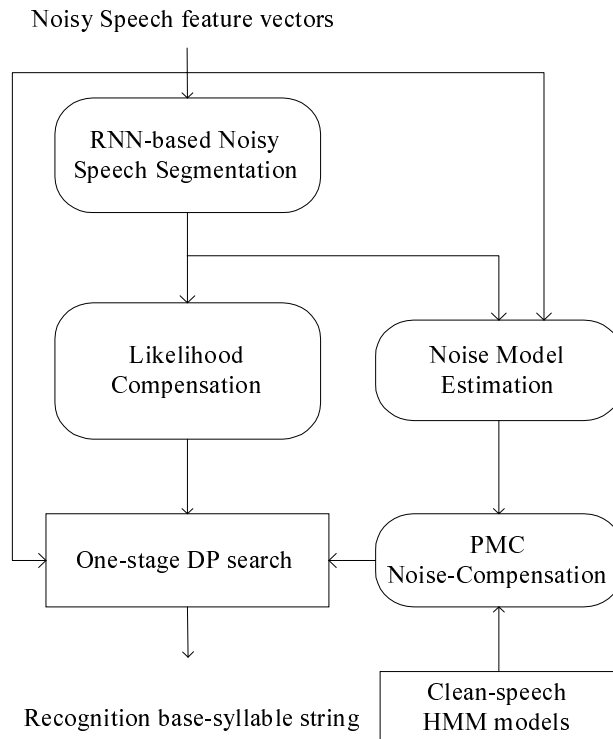 Noisy Speech feature vectors
RNN-based Noisy
Speech Segmentation
Likelihood
Compensation
Noise Model
Estimation
One-stage DP search
PMC
Noise-Compensation
Recognition base-syllable string
Clean-speech
HMM models